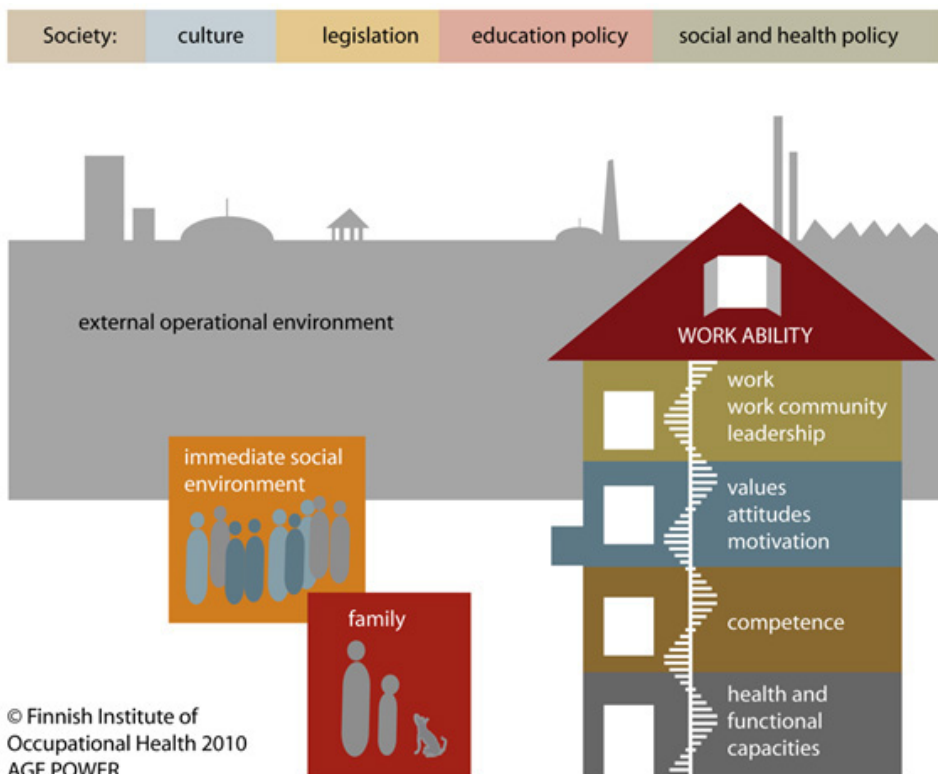 Society: culture legislation education policy social and health policy
external operational environment
WORK ABILITY
work
work community
leadership
immediate social
environment
values
attitudes
motivation
family
competence
health and
functional
capacities
© Finnish Institute of
Occupational Health 2010
AGE POWER